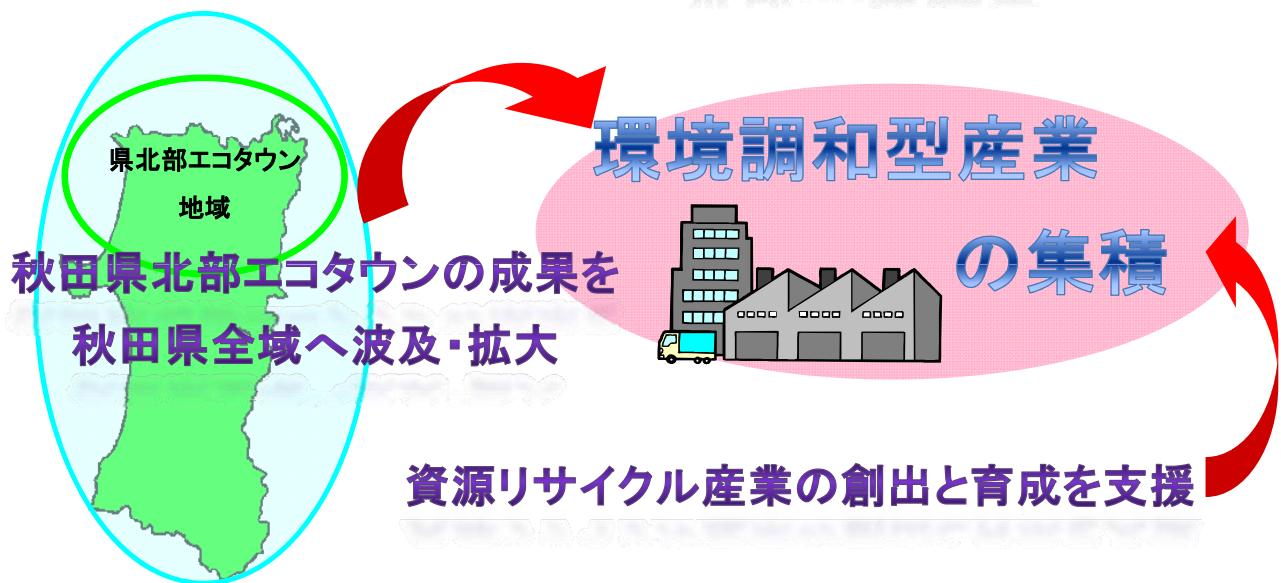 県北部エコタウン
地域
秋田県北部エコタウンの成果を
秋田県全域へ波及・拡大
環境調和型産業
の集積
資源リサイクル産業の創出と育成を支援